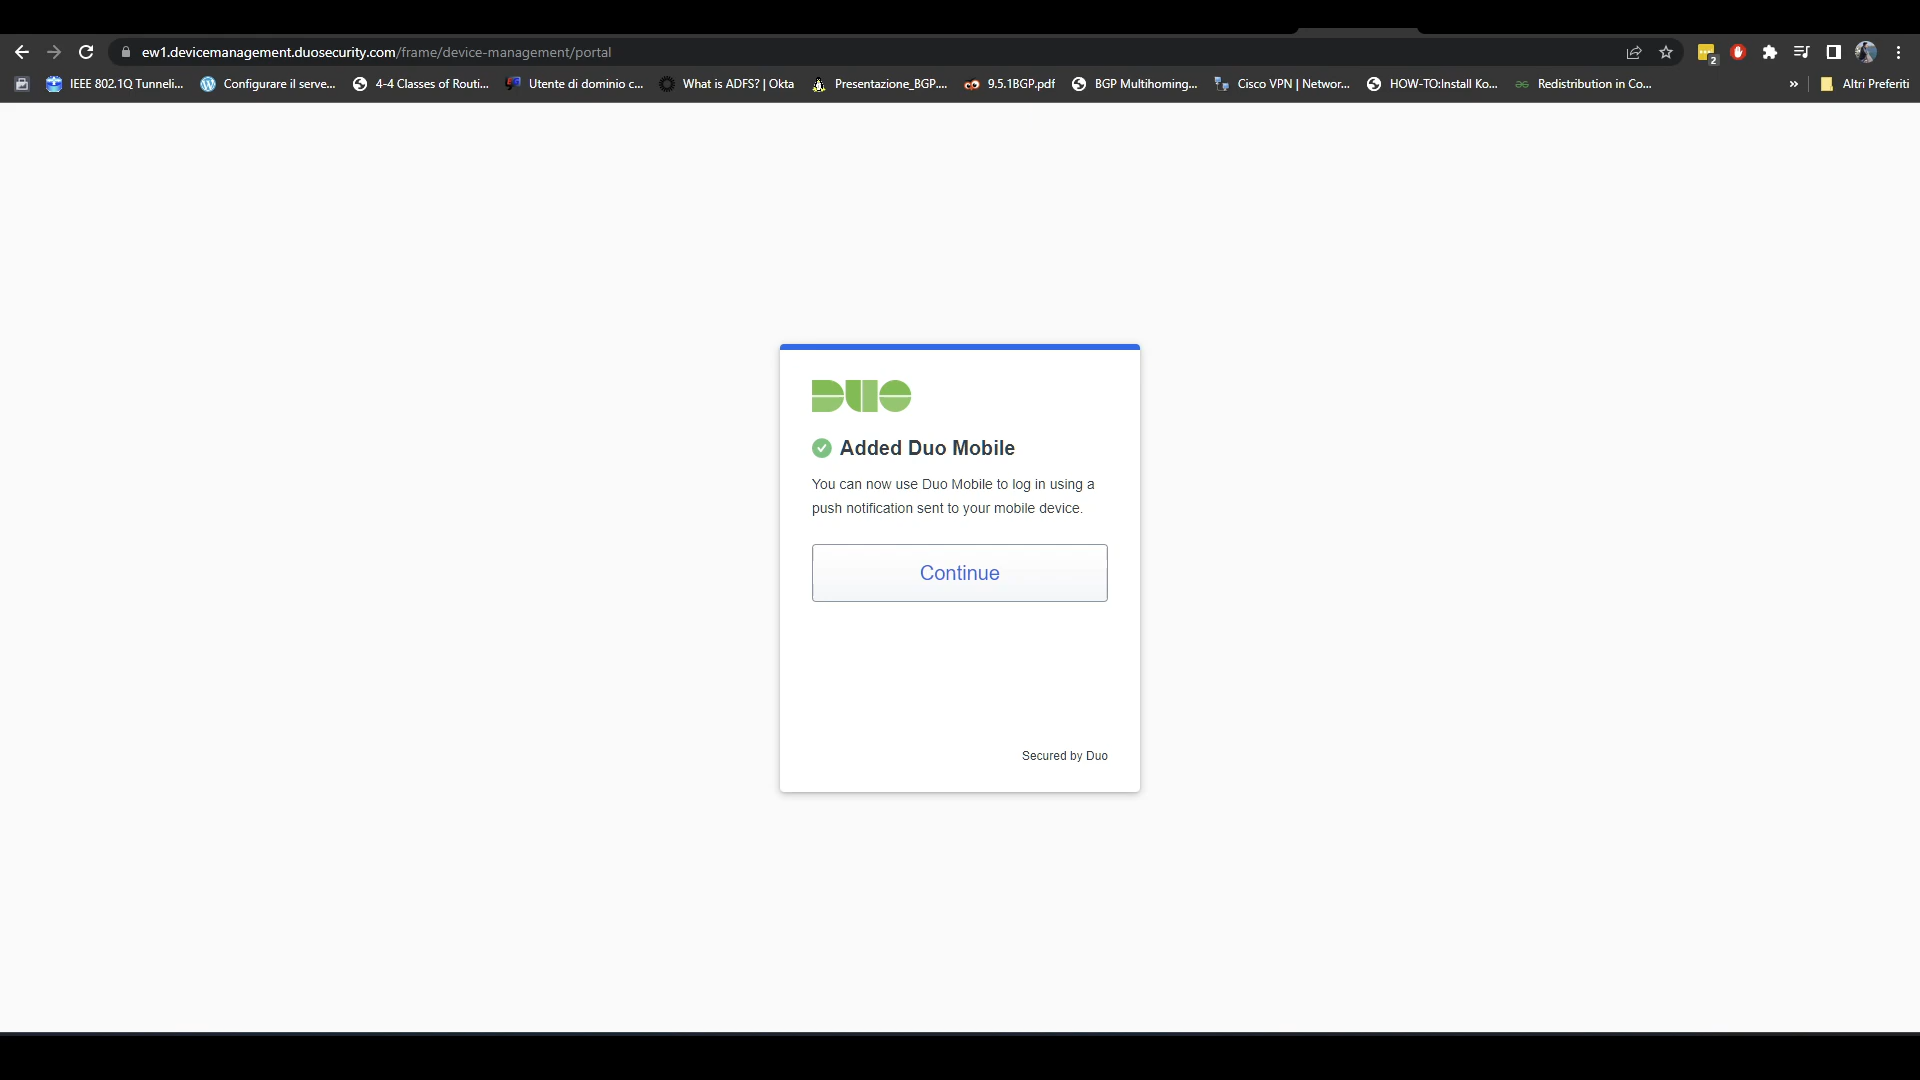 ew1.devicemanagement.duosecurity.com/frame/device-management/portal
2
IEEE 802.1Q Tunneli... Configurare il serve... 4-4 Classes of Routi... Utente di dominio c... What is ADFS? | Okta Presentazione_BGP.... 9.5.1BGP.pdf BGP Multihoming... Cisco VPN | Networ... HOW-TO:Install Ko... Redistribution in Co... » Altri Preferiti
DUO
Added Duo Mobile
You can now use Duo Mobile to log in using a
push notification sent to your mobile device.
Continue
Secured by Duo